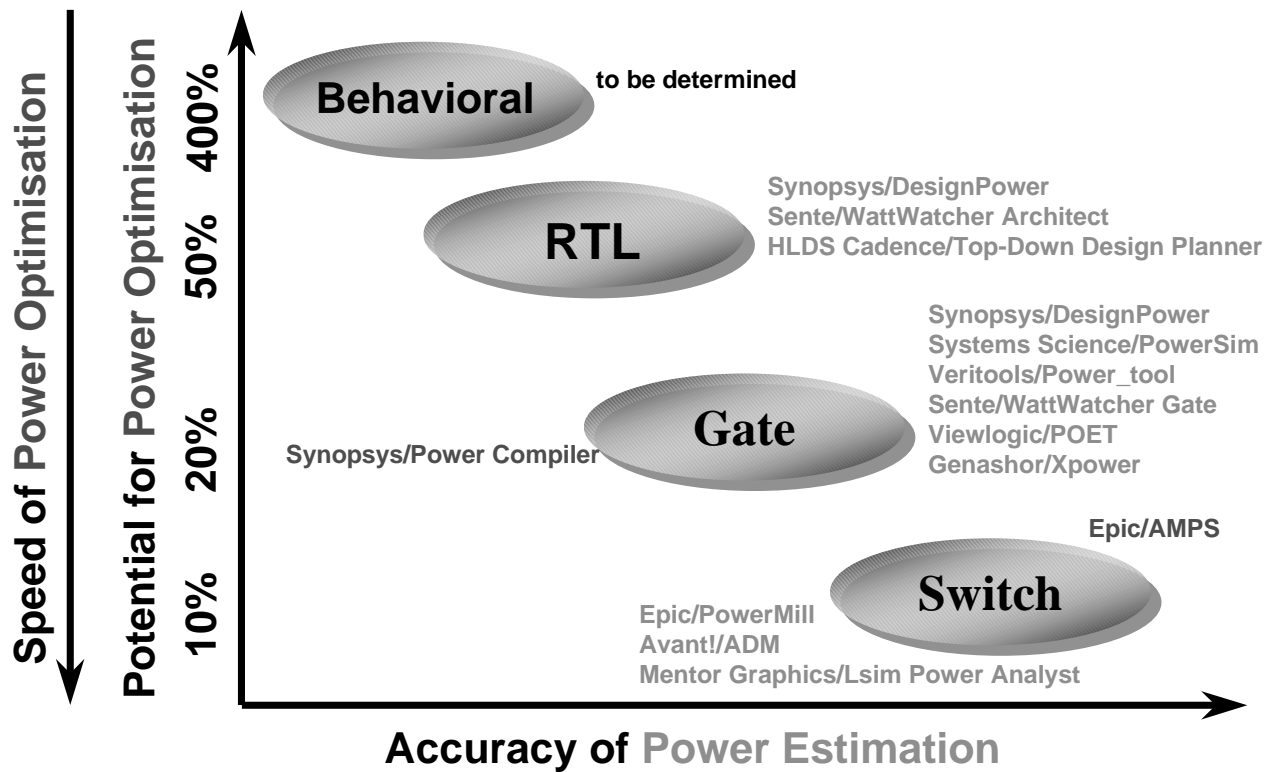 Speed of Power Optimisation
Potential for Power Optimisation
400%
50%
20%
10%
Behavioral
to be determined
RTL
Synopsys/DesignPower
Sente/WattWatcher Architect
HLDS Cadence/Top-Down Design Planner
Synopsys/DesignPower
Systems Science/PowerSim
Veritools/Power_tool
Sente/WattWatcher Gate
Viewlogic/POET
Genashor/Xpower
Gate
Synopsys/Power Compiler
Epic/AMPS
Switch
Epic/PowerMill
Avant!/ADM
Mentor Graphics/Lsim Power Analyst
Accuracy of Power Estimation